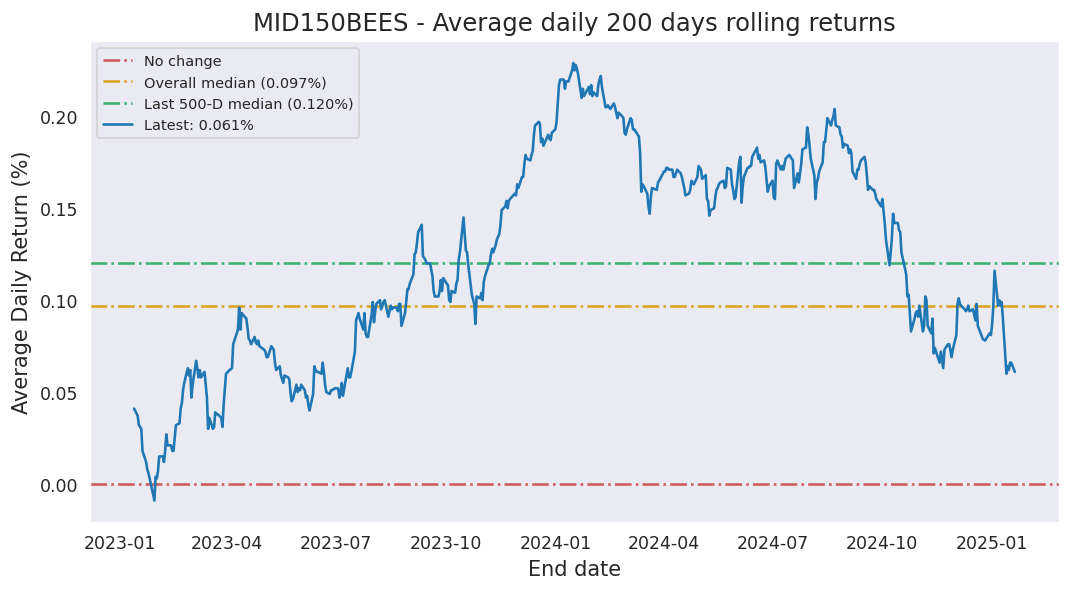 MID150BEES - Average daily 200 days rolling returns
No change
Overall median (0.097%)
Last 500-D median (0.120%)
Latest: 0.061%
Average Daily Return (%)
0.20
0.15
0.10
0.05
0.00
2023-01 2023-04 2023-07 2023-10 2024-01 2024-04 2024-07 2024-10 2025-01
End date